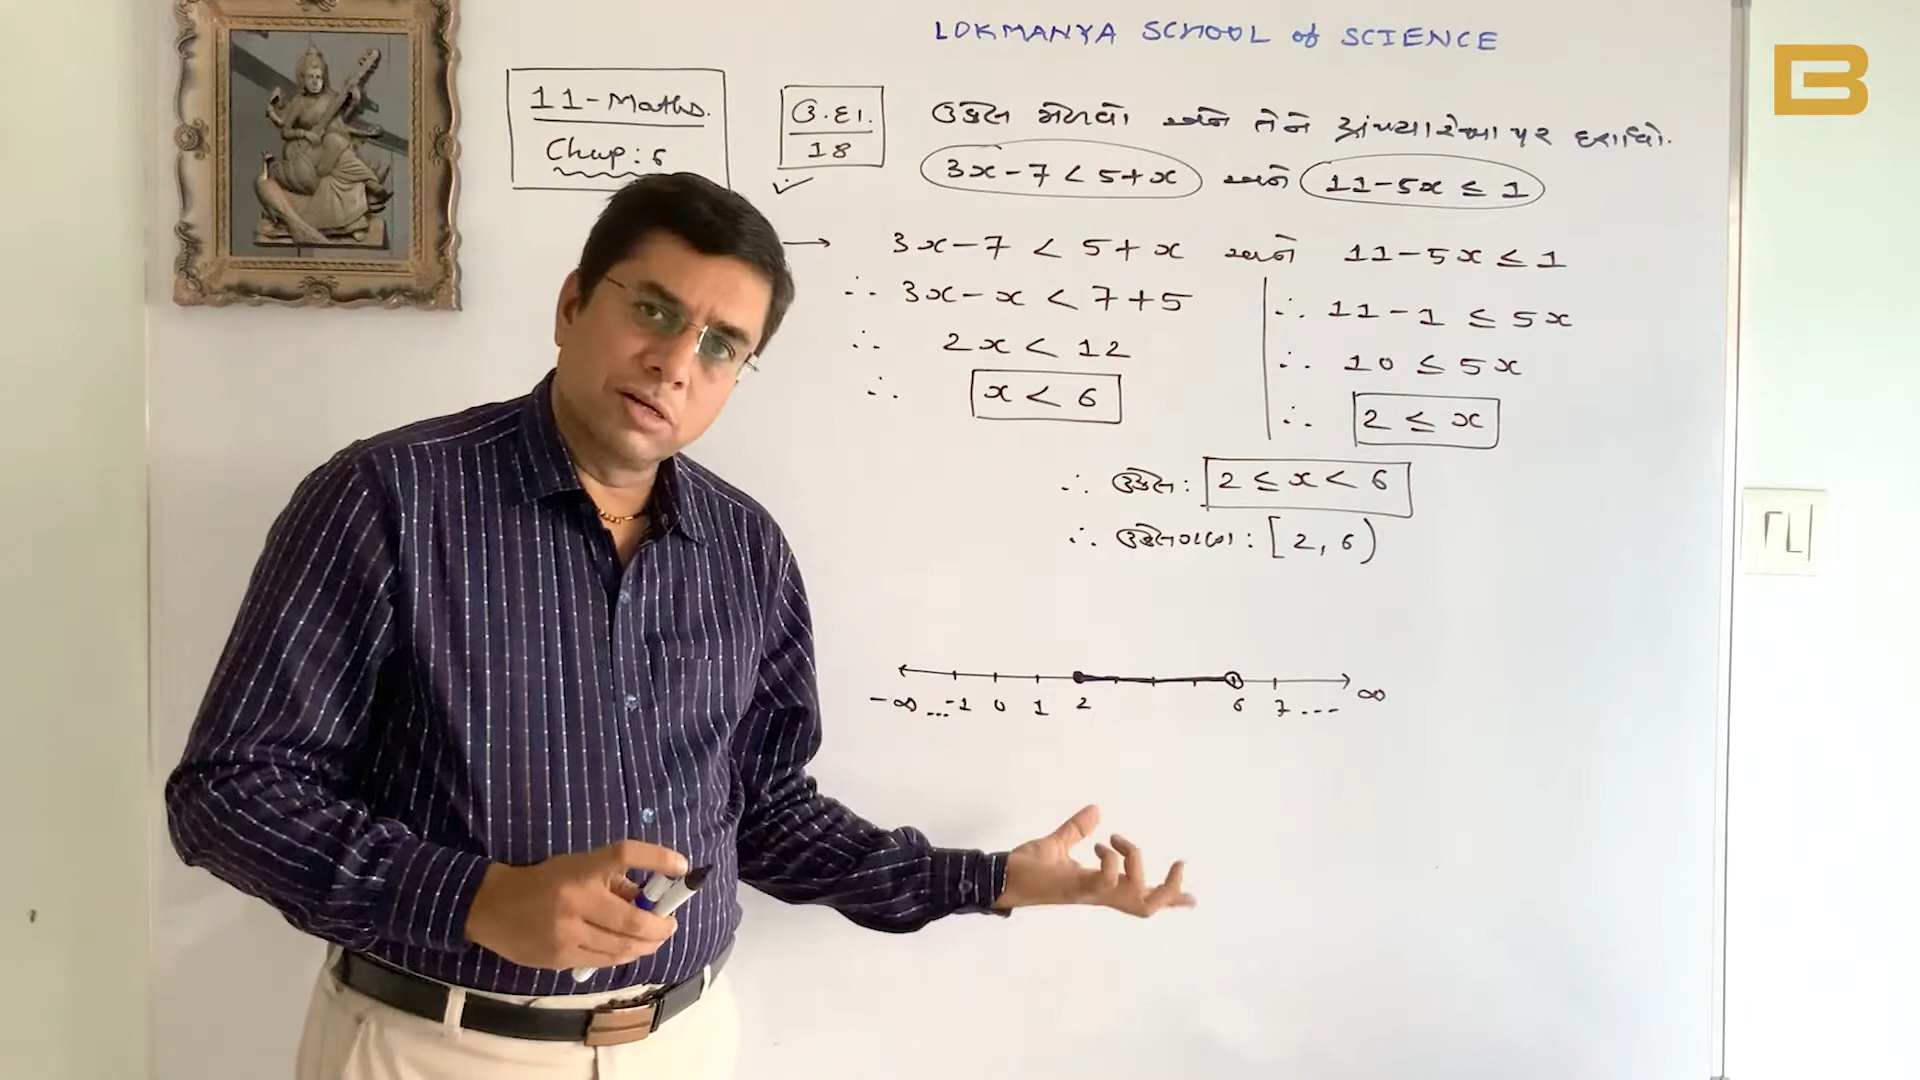 LOKMANYA SCHOOL of SCIENCE
11-Maths.
Chap: 6
ઉ.દા.
18
ઉકેલ મેળવો અને તેને સંખ્યારેખા પર દર્શાવો.
3x-7 < 5+x અને 11-5x ≤ 1
→ 3x-7 < 5+x અને 11-5x ≤ 1
∴ 3x-x < 7+5
∴ 2x < 12
∴ x < 6
∴ 11-1 ≤ 5x
∴ 10 ≤ 5x
∴ 2 ≤ x
∴ ઉકેલ: 2 ≤ x < 6
∴ ઉકેલગણ: [2, 6)
-∞ ...-1 0 1 2 6 7 ... ∞
B